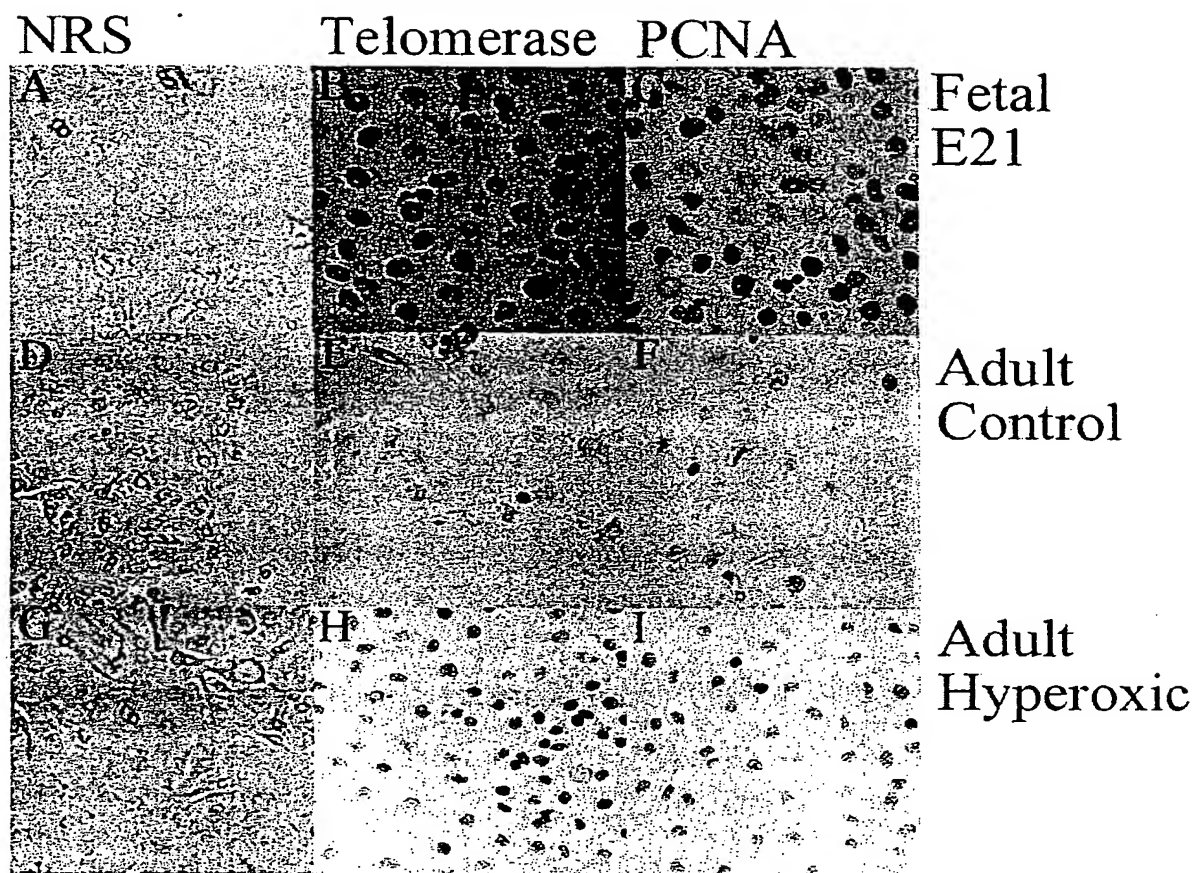 NRS Telomerase PCNA
A B C
Fetal
E21
D E F
Adult
Control
G H I
Adult
Hyperoxic